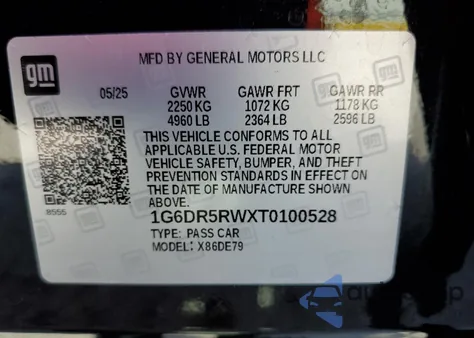 gm
MFD BY GENERAL MOTORS LLC
05/25 GVWR GAWR FRT GAWR RR
2250 KG 1072 KG 1178 KG
4960 LB 2364 LB 2596 LB
THIS VEHICLE CONFORMS TO ALL
APPLICABLE U.S. FEDERAL MOTOR
VEHICLE SAFETY, BUMPER, AND THEFT
PREVENTION STANDARDS IN EFFECT ON
THE DATE OF MANUFACTURE SHOWN
ABOVE.
8555
1G6DR5RWXT0100528
TYPE: PASS CAR
MODEL: X86DE79